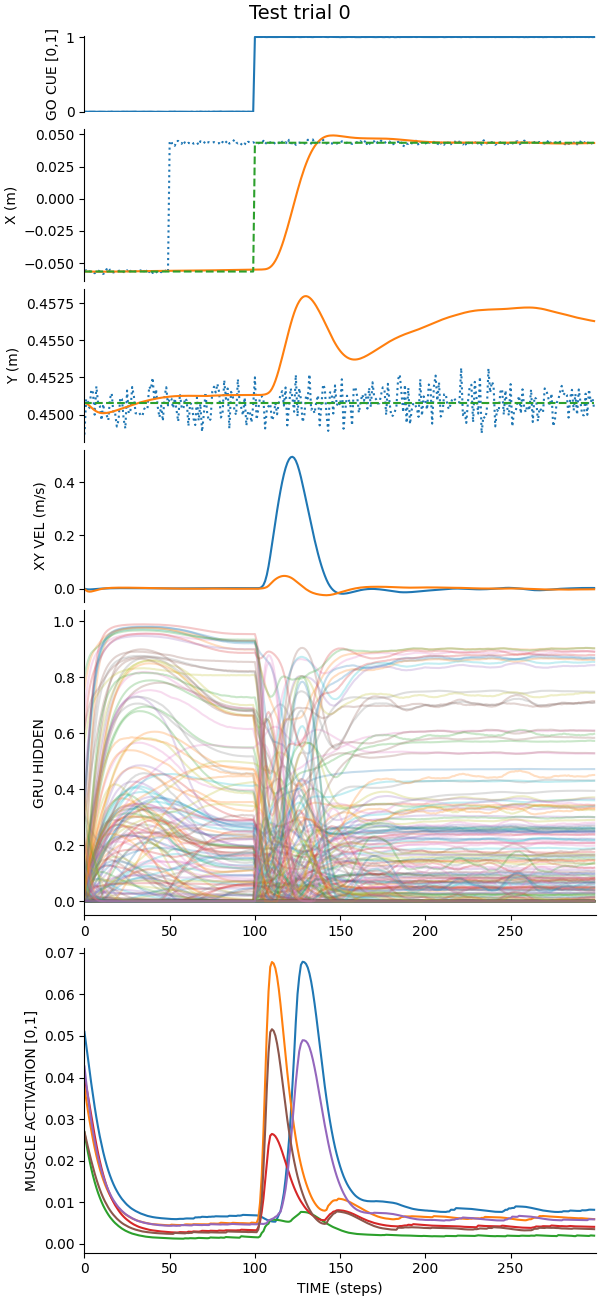 Test trial 0
GO CUE [0,1]
1
0
X (m)
0.050
0.025
0.000
−0.025
−0.050
Y (m)
0.4575
0.4550
0.4525
0.4500
XY VEL (m/s)
0.4
0.2
0.0
GRU HIDDEN
1.0
0.8
0.6
0.4
0.2
0.0
0 50 100 150 200 250
MUSCLE ACTIVATION [0,1]
0.07
0.06
0.05
0.04
0.03
0.02
0.01
0.00
0 50 100 150 200 250
TIME (steps)